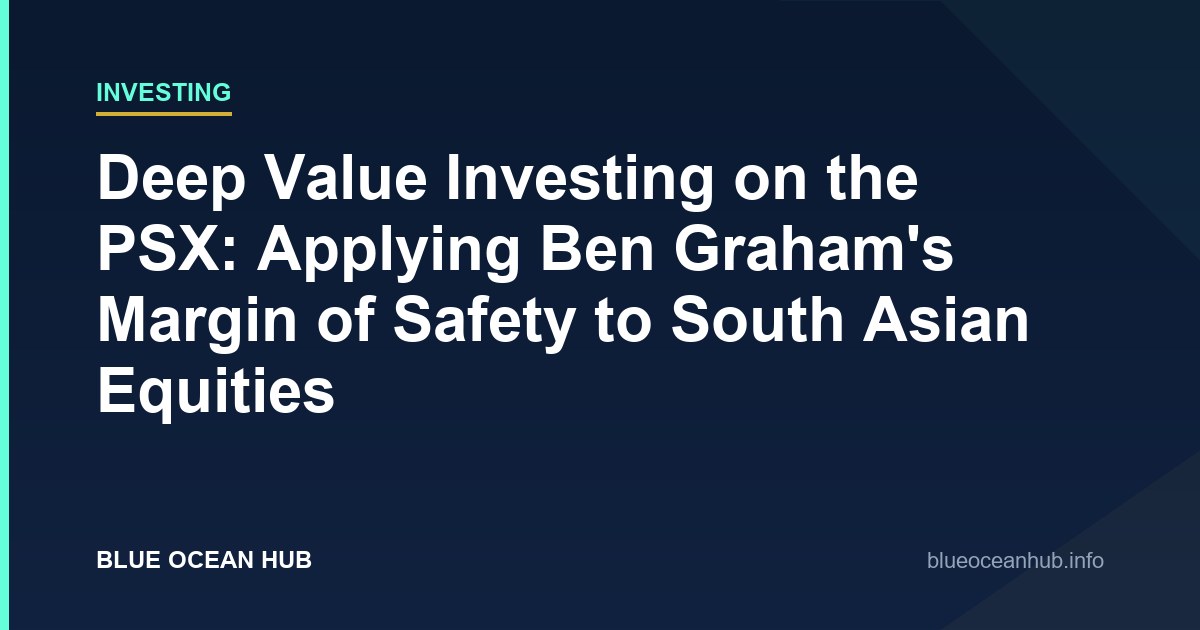 INVESTING
Deep Value Investing on the
PSX: Applying Ben Graham's
Margin of Safety to South Asian
Equities
BLUE OCEAN HUB
blueoceanhub.info